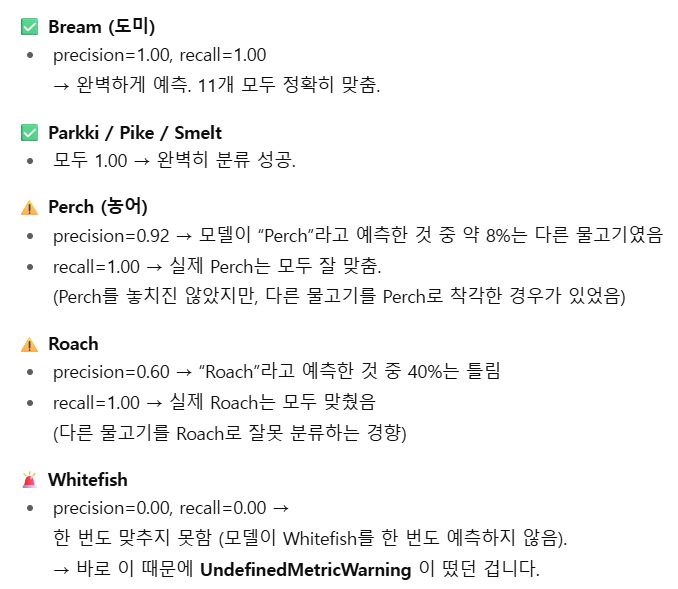 ✅ Bream (도미)
• precision=1.00, recall=1.00
→ 완벽하게 예측. 11개 모두 정확히 맞춤.
✅ Parkki / Pike / Smelt
• 모두 1.00 → 완벽히 분류 성공.
⚠️ Perch (농어)
• precision=0.92 → 모델이 “Perch”라고 예측한 것 중 약 8%는 다른 물고기였음
• recall=1.00 → 실제 Perch는 모두 잘 맞춤.
(Perch를 놓치진 않았지만, 다른 물고기를 Perch로 착각한 경우가 있었음)
⚠️ Roach
• precision=0.60 → “Roach”라고 예측한 것 중 40%는 틀림
• recall=1.00 → 실제 Roach는 모두 맞췄음
(다른 물고기를 Roach로 잘못 분류하는 경향)
🚨 Whitefish
• precision=0.00, recall=0.00 →
한 번도 맞추지 못함 (모델이 Whitefish를 한 번도 예측하지 않음).
→ 바로 이 때문에 UndefinedMetricWarning 이 떴던 겁니다.